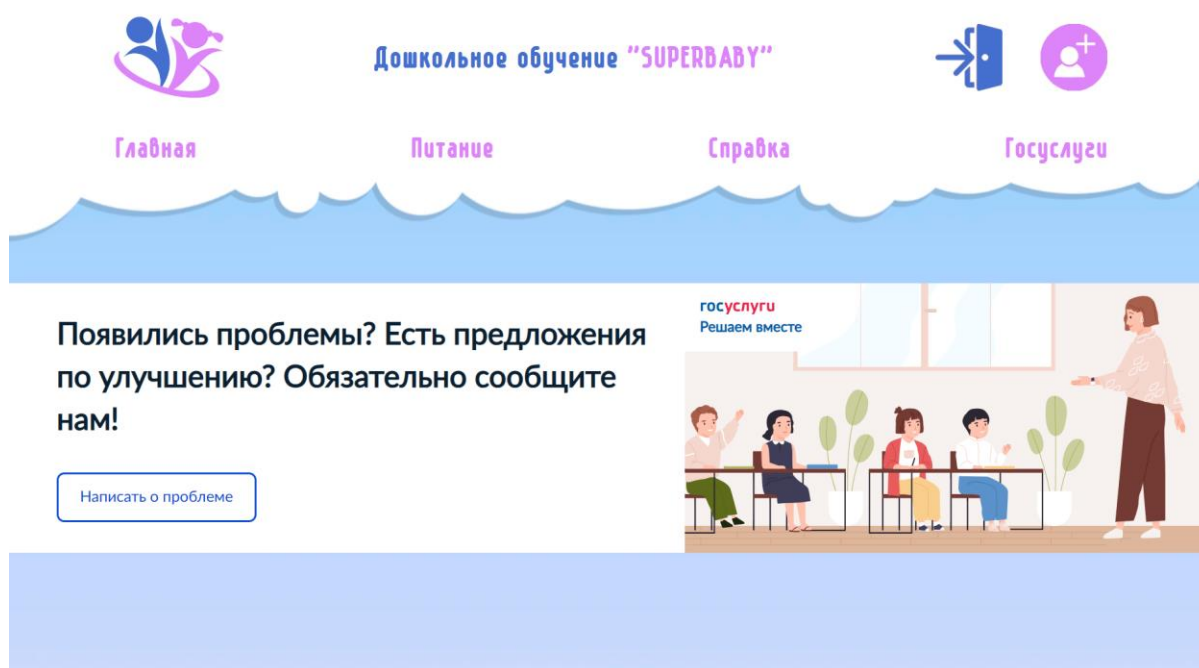 Дошкольное обучение "SUPERBABY"
Главная
Питание
Справка
Госуслуги
Появились проблемы? Есть предложения
по улучшению? Обязательно сообщите
нам!
Написать о проблеме
госуслуги
Решаем вместе